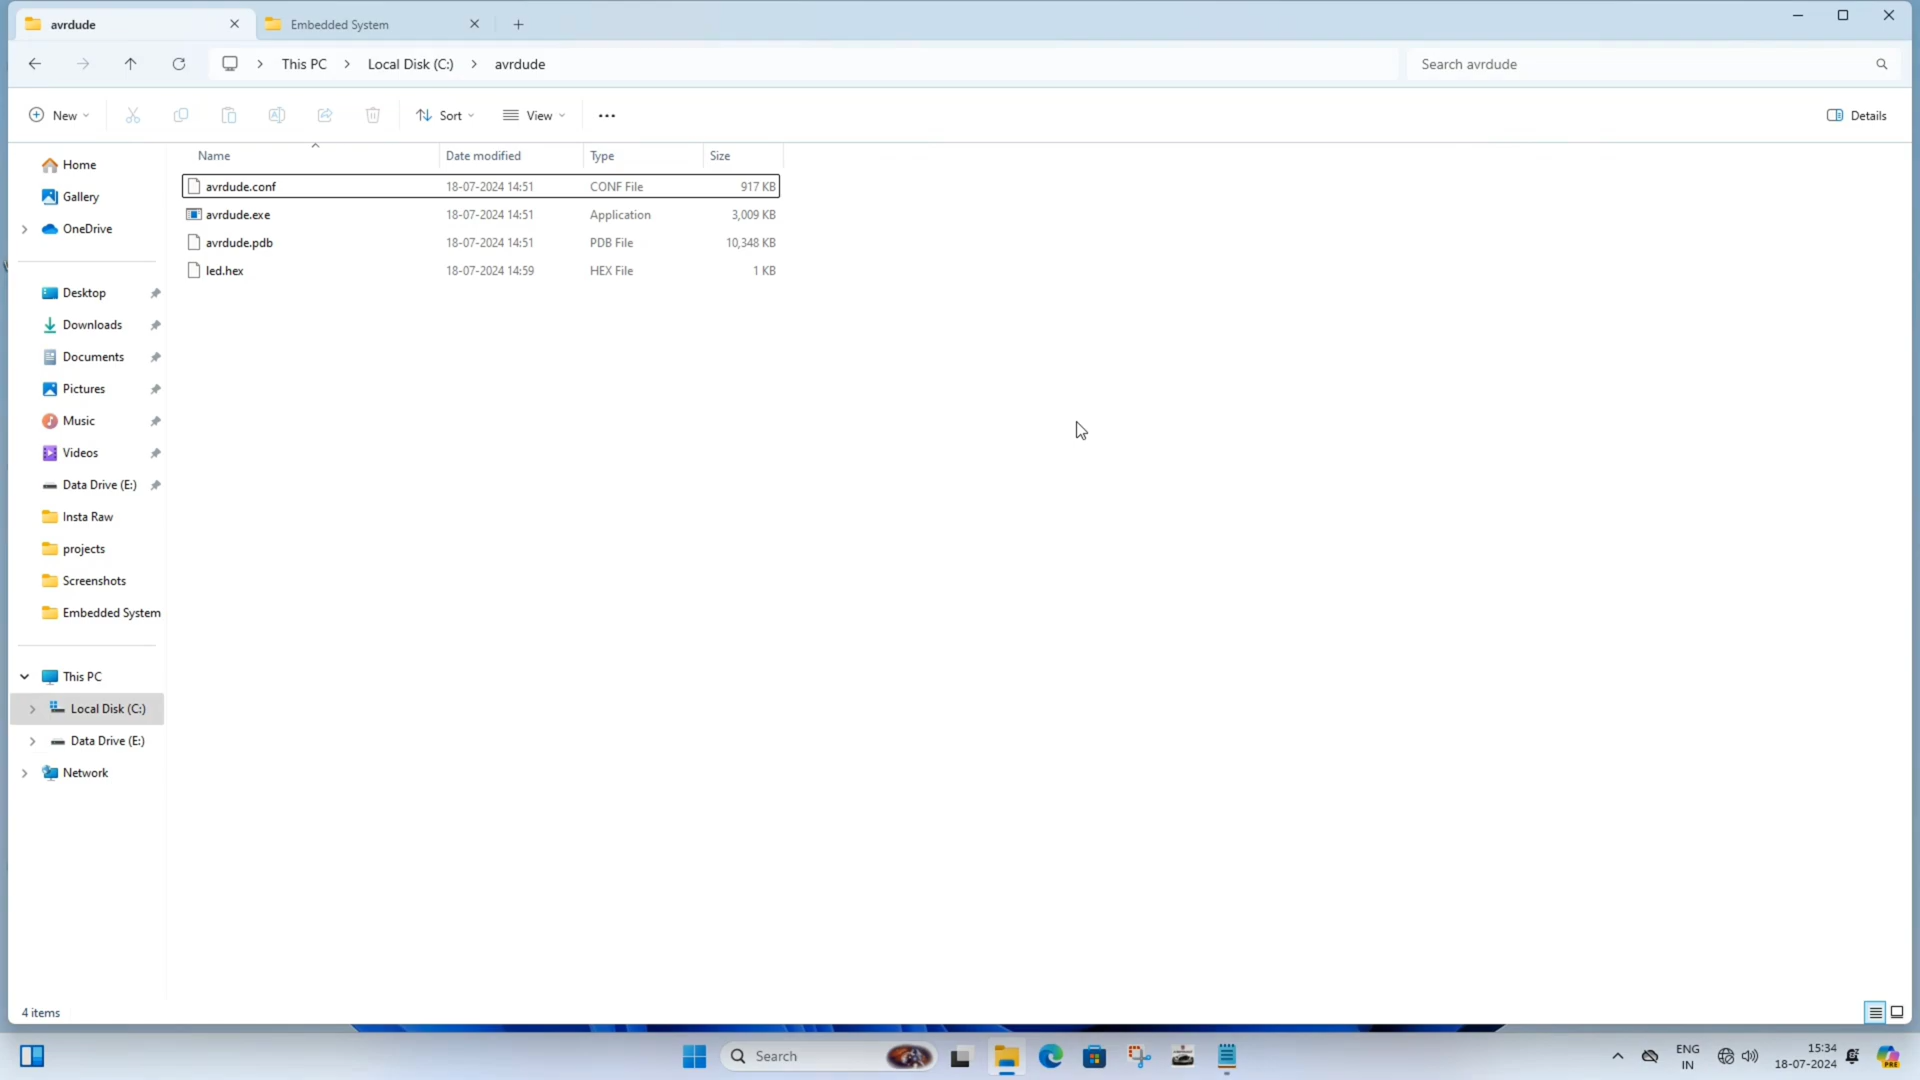 avrdude
Embedded System
This PC
Local Disk (C:)
avrdude
Search avrdude
New
Sort
View
Details
Name Date modified Type Size
avrdude.conf 18-07-2024 14:51 CONF File 917 KB
avrdude.exe 18-07-2024 14:51 Application 3,009 KB
avrdude.pdb 18-07-2024 14:51 PDB File 10,348 KB
led.hex 18-07-2024 14:59 HEX File 1 KB
Home
Gallery
OneDrive
Desktop
Downloads
Documents
Pictures
Music
Videos
Data Drive (E:)
Insta Raw
projects
Screenshots
Embedded System
This PC
Local Disk (C:)
Data Drive (E:)
Network
4 items
Search
ENG
IN
15:34
18-07-2024
PRE